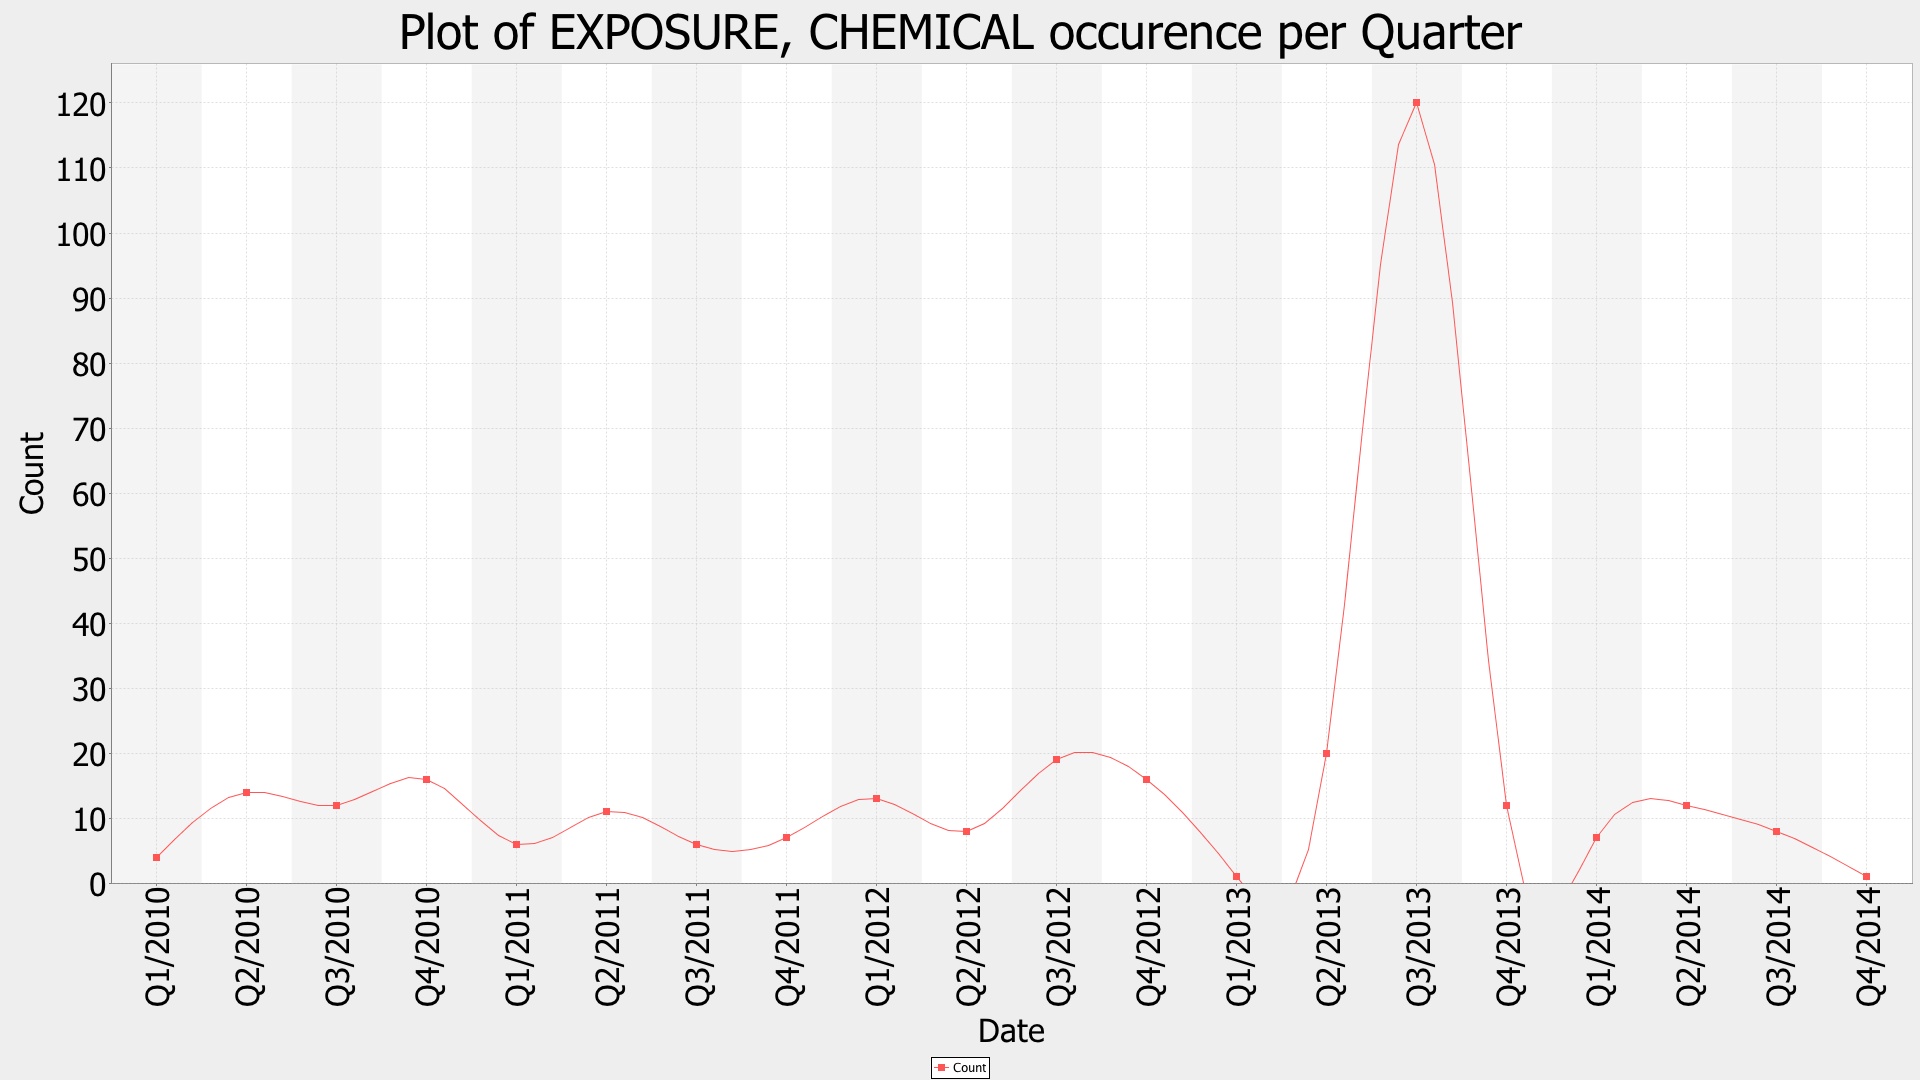 Plot of EXPOSURE, CHEMICAL occurence per Quarter
120
110
100
90
80
70
60
50
40
30
20
10
0
Count
Q1/2010
Q2/2010
Q3/2010
Q4/2010
Q1/2011
Q2/2011
Q3/2011
Q4/2011
Q1/2012
Q2/2012
Q3/2012
Q4/2012
Q1/2013
Q2/2013
Q3/2013
Q4/2013
Q1/2014
Q2/2014
Q3/2014
Q4/2014
Date
Count